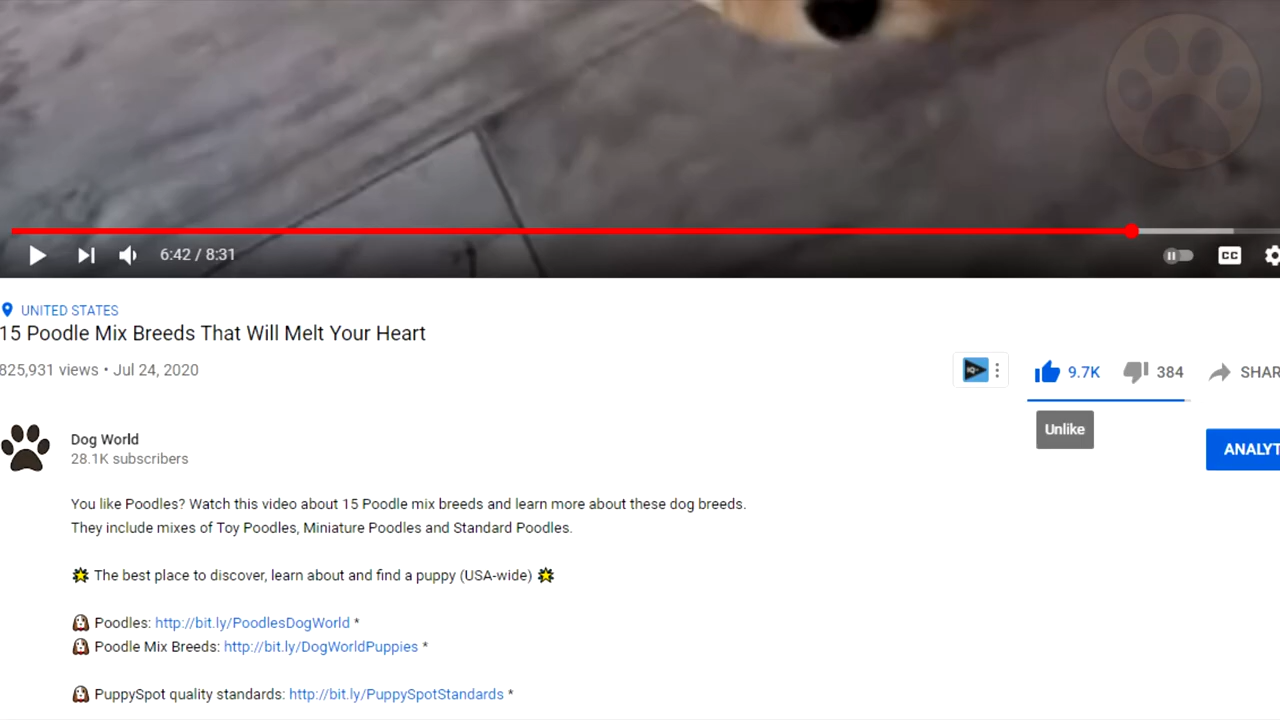 6:42 / 8:31
CC
UNITED STATES
15 Poodle Mix Breeds That Will Melt Your Heart
825,931 views • Jul 24, 2020
IQ
9.7K
384
SHAR
Unlike
Dog World
28.1K subscribers
ANALYT
You like Poodles? Watch this video about 15 Poodle mix breeds and learn more about these dog breeds.
They include mixes of Toy Poodles, Miniature Poodles and Standard Poodles.
The best place to discover, learn about and find a puppy (USA-wide)
Poodles: http://bit.ly/PoodlesDogWorld *
Poodle Mix Breeds: http://bit.ly/DogWorldPuppies *
PuppySpot quality standards: http://bit.ly/PuppySpotStandards *